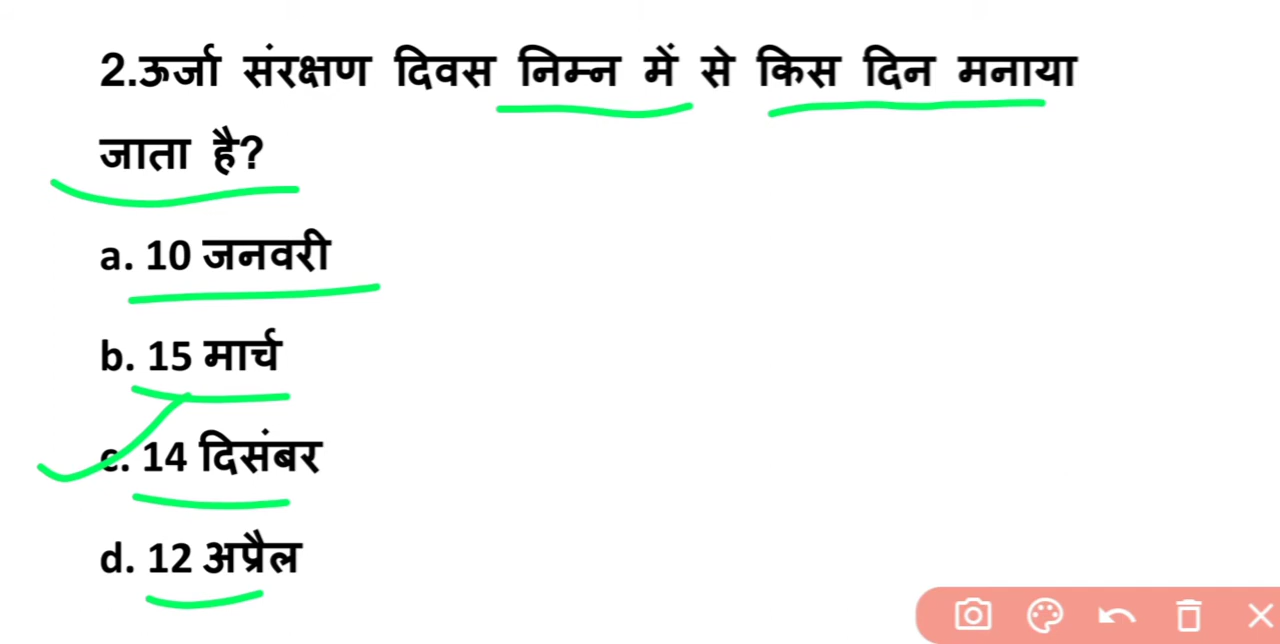 2.ऊर्जा संरक्षण दिवस निम्न में से किस दिन मनाया
जाता है?
a. 10 जनवरी
b. 15 मार्च
c. 14 दिसंबर
d. 12 अप्रैल